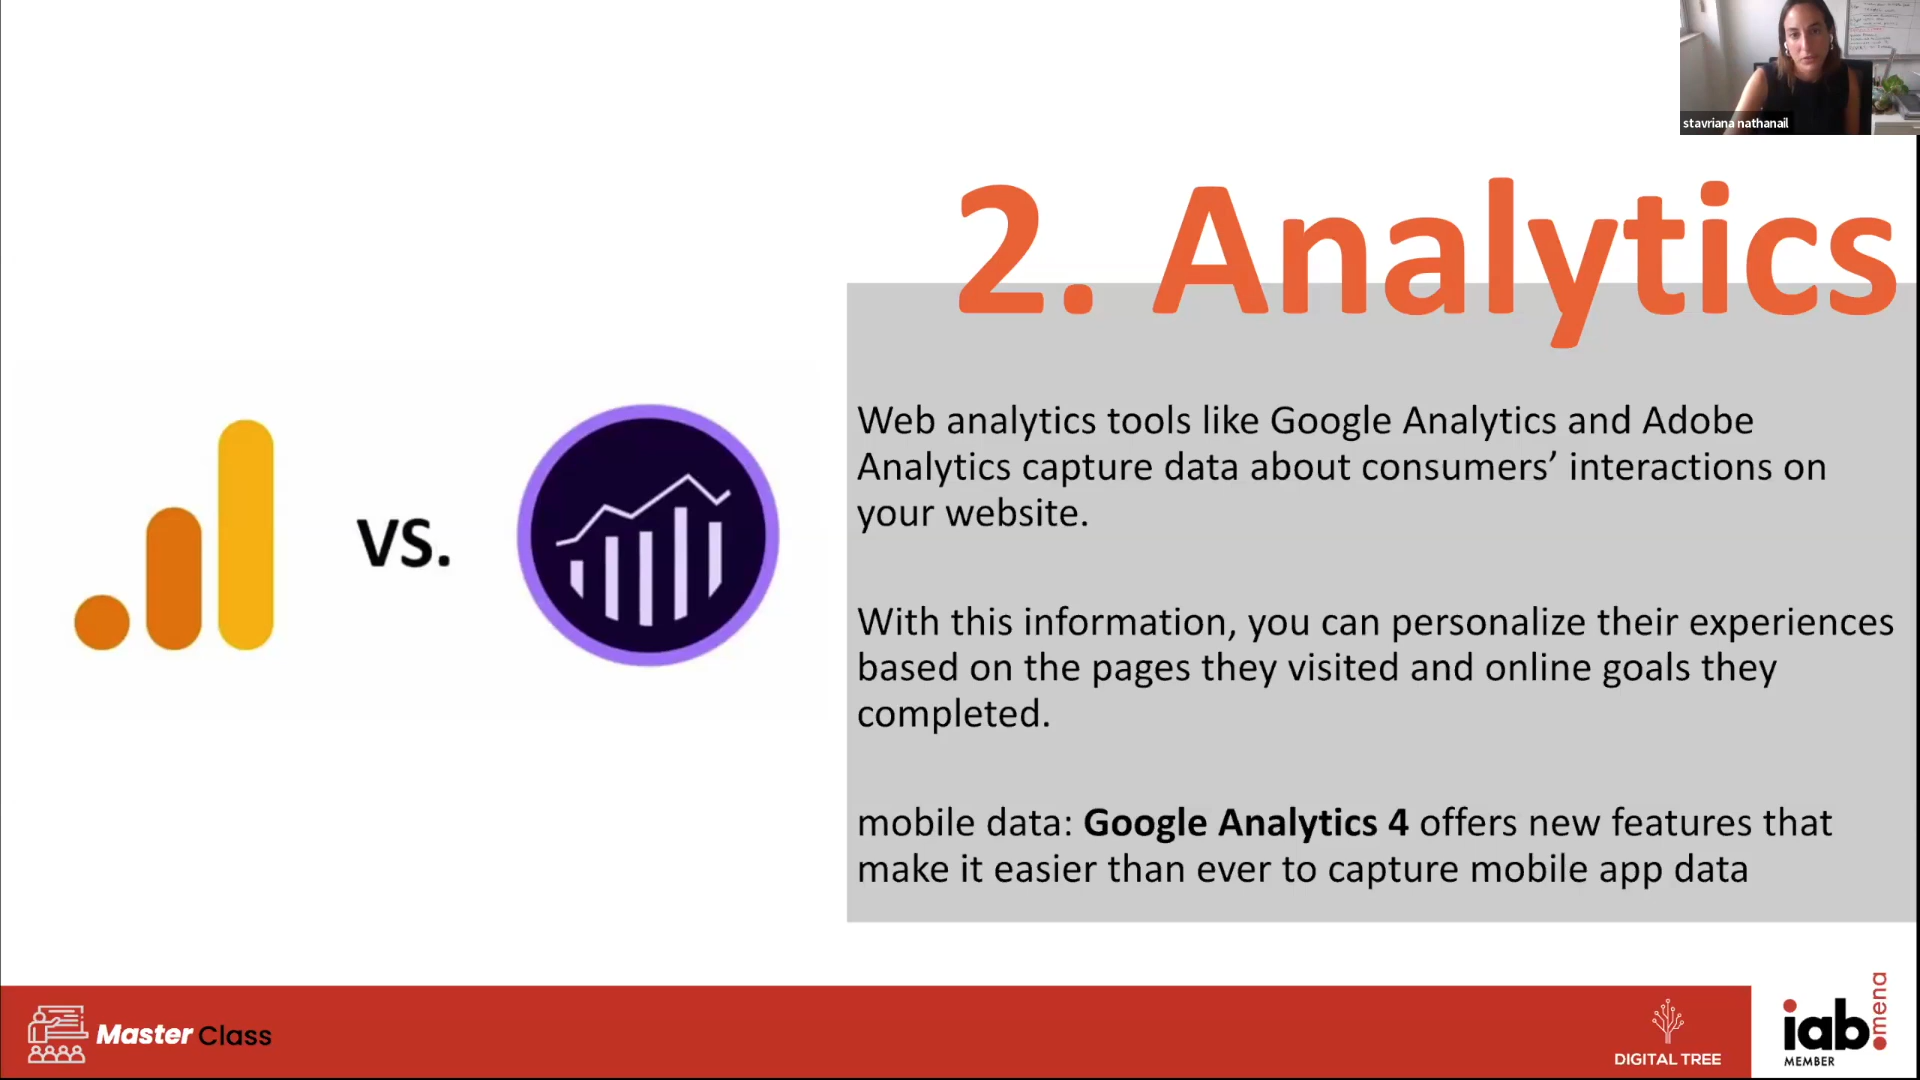 stavriana nathanail
2. Analytics
vs.
Web analytics tools like Google Analytics and Adobe
Analytics capture data about consumers’ interactions on
your website.
With this information, you can personalize their experiences
based on the pages they visited and online goals they
completed.
mobile data: Google Analytics 4 offers new features that
make it easier than ever to capture mobile app data
Master Class
DIGITAL TREE
iab mena
MEMBER